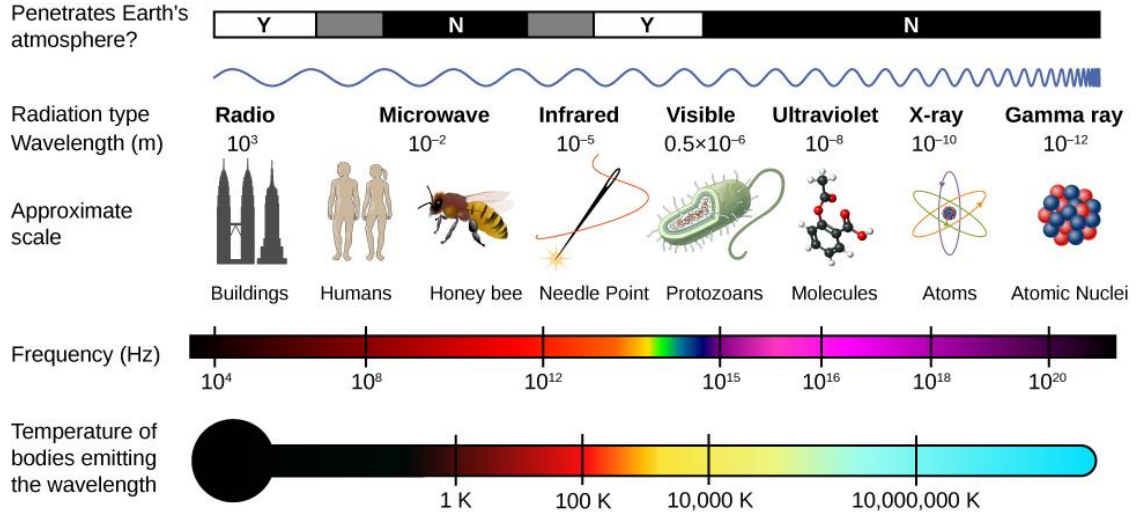 Penetrates Earth's
atmosphere?
Y N Y N
Radiation type Radio Microwave Infrared Visible Ultraviolet X-ray Gamma ray
Wavelength (m) 10³ 10⁻² 10⁻⁵ 0.5×10⁻⁶ 10⁻⁸ 10⁻¹⁰ 10⁻¹²
Approximate
scale
Buildings Humans Honey bee Needle Point Protozoans Molecules Atoms Atomic Nuclei
Frequency (Hz)
10⁴ 10⁸ 10¹² 10¹⁵ 10¹⁶ 10¹⁸ 10²⁰
Temperature of
bodies emitting
the wavelength
1 K 100 K 10,000 K 10,000,000 K